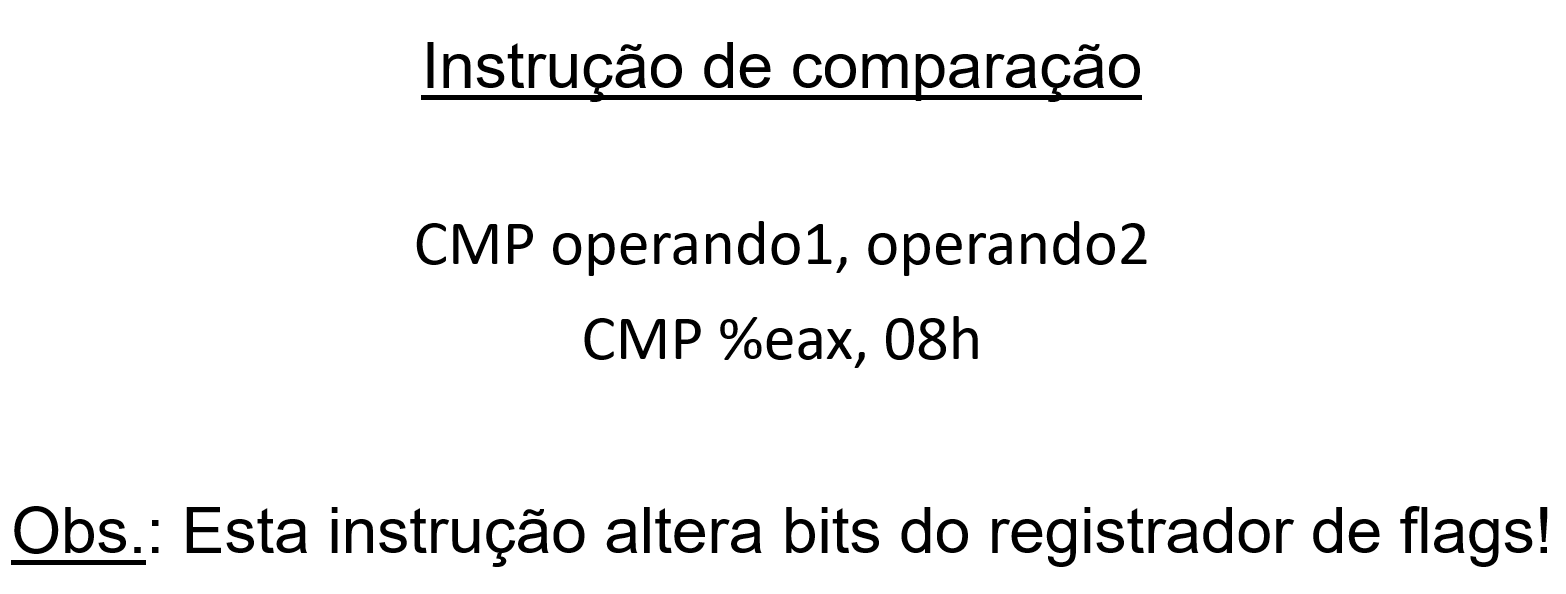 Instrução de comparação
CMP operando1, operando2
CMP %eax, 08h
Obs.: Esta instrução altera bits do registrador de flags!